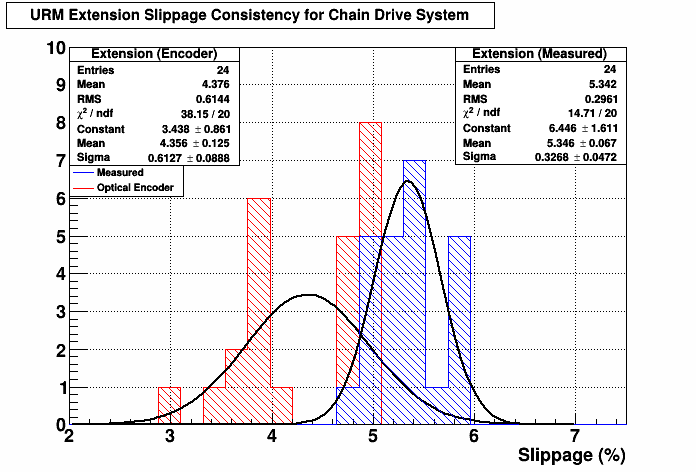 URM Extension Slippage Consistency for Chain Drive System
Extension (Encoder)
Entries 24
Mean 4.376
RMS 0.6144
χ² / ndf 38.15 / 20
Constant 3.438 ± 0.861
Mean 4.356 ± 0.125
Sigma 0.6127 ± 0.0888
Measured
Optical Encoder
Extension (Measured)
Entries 24
Mean 5.342
RMS 0.2961
χ² / ndf 14.71 / 20
Constant 6.446 ± 1.611
Mean 5.346 ± 0.067
Sigma 0.3268 ± 0.0472
10
9
8
7
6
5
4
3
2
1
0
2 3 4 5 6 7
Slippage (%)